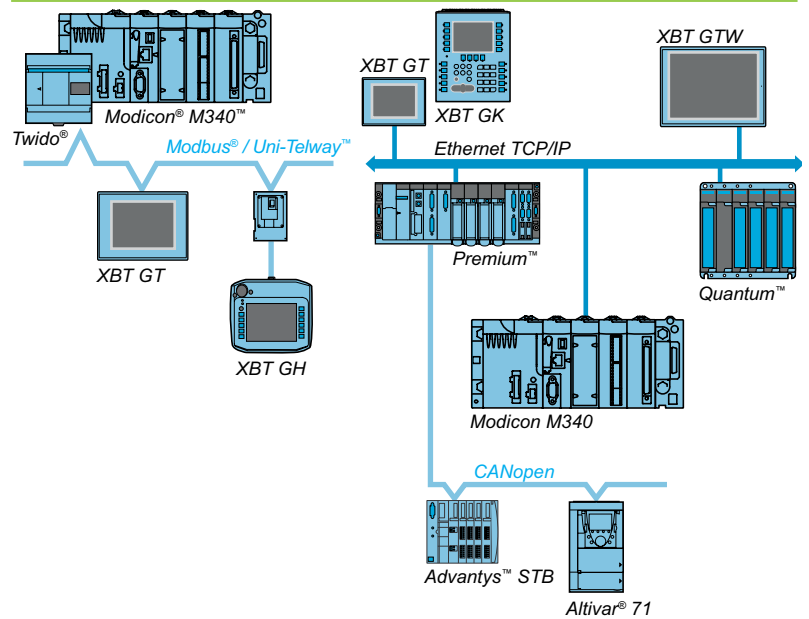 Modicon® M340™
Twido®
Modbus® / Uni-Telway™
XBT GT
XBT GH
XBT GT
XBT GK
XBT GTW
Ethernet TCP/IP
Premium™
Quantum™
Modicon M340
CANopen
Advantys™ STB
Altivar® 71